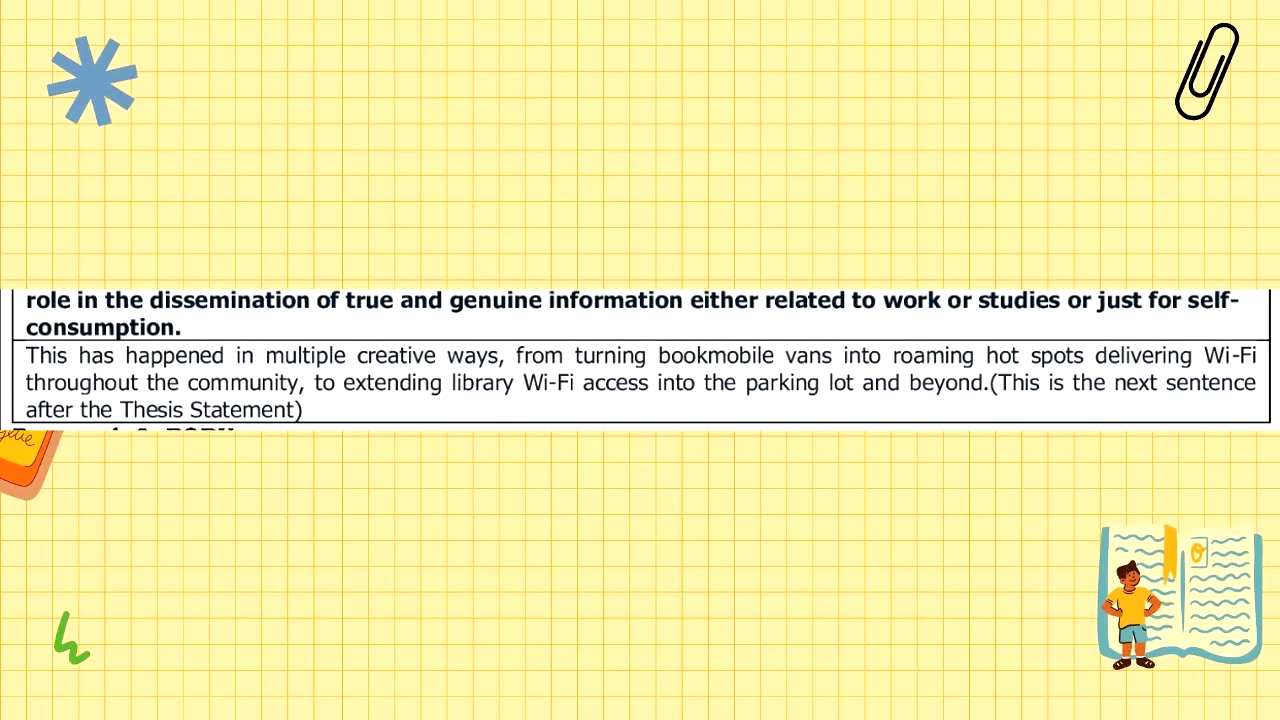 role in the dissemination of true and genuine information either related to work or studies or just for self-
consumption.
This has happened in multiple creative ways, from turning bookmobile vans into roaming hot spots delivering Wi-Fi
throughout the community, to extending library Wi-Fi access into the parking lot and beyond.(This is the next sentence
after the Thesis Statement)